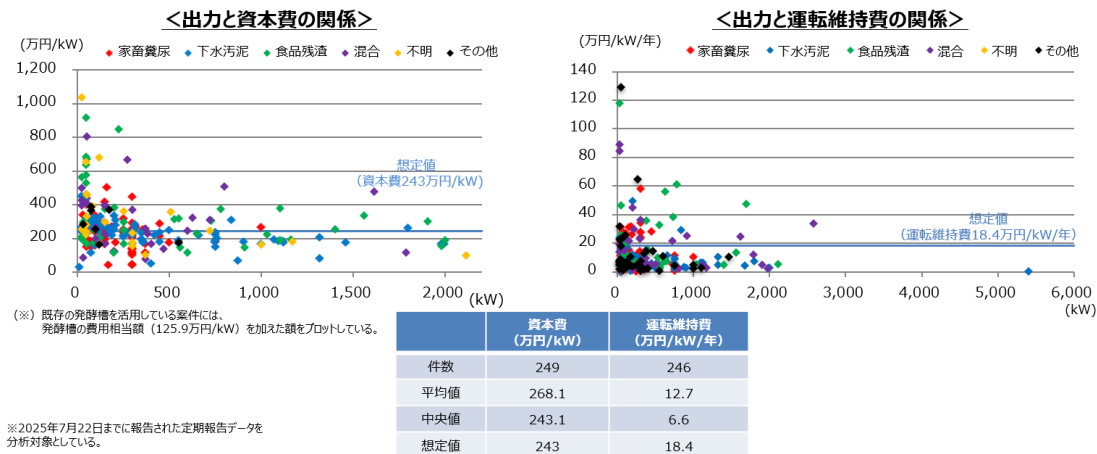 ＜出力と資本費の関係＞
(万円/kW)
家畜糞尿 下水汚泥 食品残渣 混合 不明 その他
1,200
1,000
800
600
400
200
0
0 500 1,000 1,500 2,000
(kW)
想定値
（資本費243万円/kW）
（※）既存の発酵槽を活用している案件には、
発酵槽の費用相当額（125.9万円/kW）を加えた額をプロットしている。
＜出力と運転維持費の関係＞
(万円/kW/年)
家畜糞尿 下水汚泥 食品残渣 混合 不明 その他
140
120
100
80
60
40
20
0
0 1,000 2,000 3,000 4,000 5,000 6,000
(kW)
想定値
（運転維持費18.4万円/kW/年）
資本費 運転維持費
（万円/kW） （万円/kW/年）
件数 249 246
平均値 268.1 12.7
中央値 243.1 6.6
想定値 243 18.4
※2025年7月22日までに報告された定期報告データを
分析対象としている。